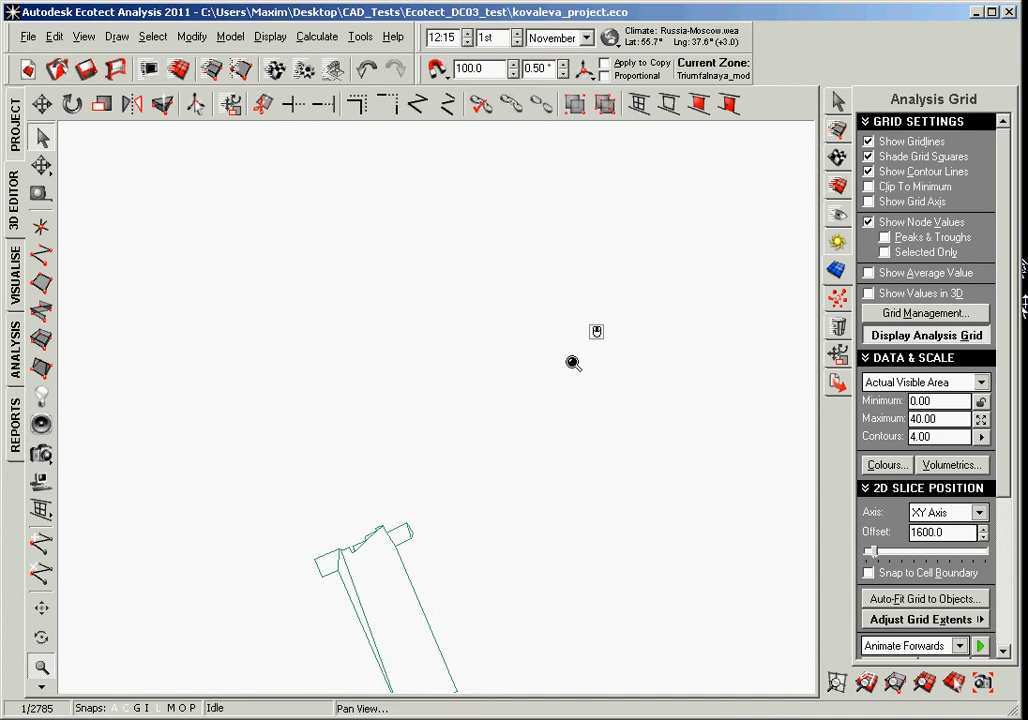 Autodesk Ecotect Analysis 2011 - C:\Users\Maxim\Desktop\CAD_Tests\Ecotect_DC03_test\kovaleva_project.eco
File Edit View Draw Select Modify Model Display Calculate Tools Help
12:15 1st November
Climate: Russia-Moscow.wea
Lat: 55.7° Lng: 37.6° (+3.0)
100.0 0.50 °
Apply to Copy
Proportional
Current Zone:
Triumfalnaya_mod
PROJECT
3D EDITOR
VISUALISE
ANALYSIS
REPORTS
Analysis Grid
GRID SETTINGS
Show Gridlines
Shade Grid Squares
Show Contour Lines
Clip To Minimum
Show Grid Axis
Show Node Values
Peaks & Troughs
Selected Only
Show Average Value
Show Values in 3D
Grid Management...
Display Analysis Grid
DATA & SCALE
Actual Visible Area
Minimum: 0.00
Maximum: 40.00
Contours: 4.00
Colours... Volumetrics...
2D SLICE POSITION
Axis: XY Axis
Offset: 1600.0
Snap to Cell Boundary
Auto-Fit Grid to Objects...
Adjust Grid Extents
Animate Forwards
1/2785 Snaps: A C G I L M O P Idle Pan View...